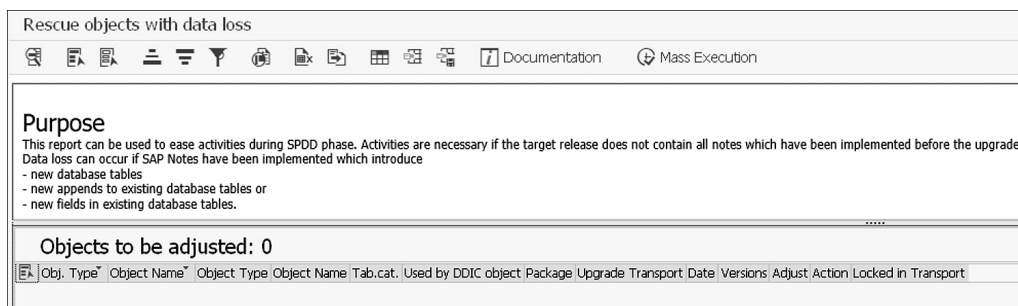 Rescue objects with data loss
Documentation Mass Execution
Purpose
This report can be used to ease activities during SPDD phase. Activities are necessary if the target release does not contain all notes which have been implemented before the upgrade
Data loss can occur if SAP Notes have been implemented which introduce
- new database tables
- new appends to existing database tables or
- new fields in existing database tables.
Objects to be adjusted: 0
Obj. Type Object Name Object Type Object Name Tab.cat. Used by DDIC object Package Upgrade Transport Date Versions Adjust Action Locked in Transport